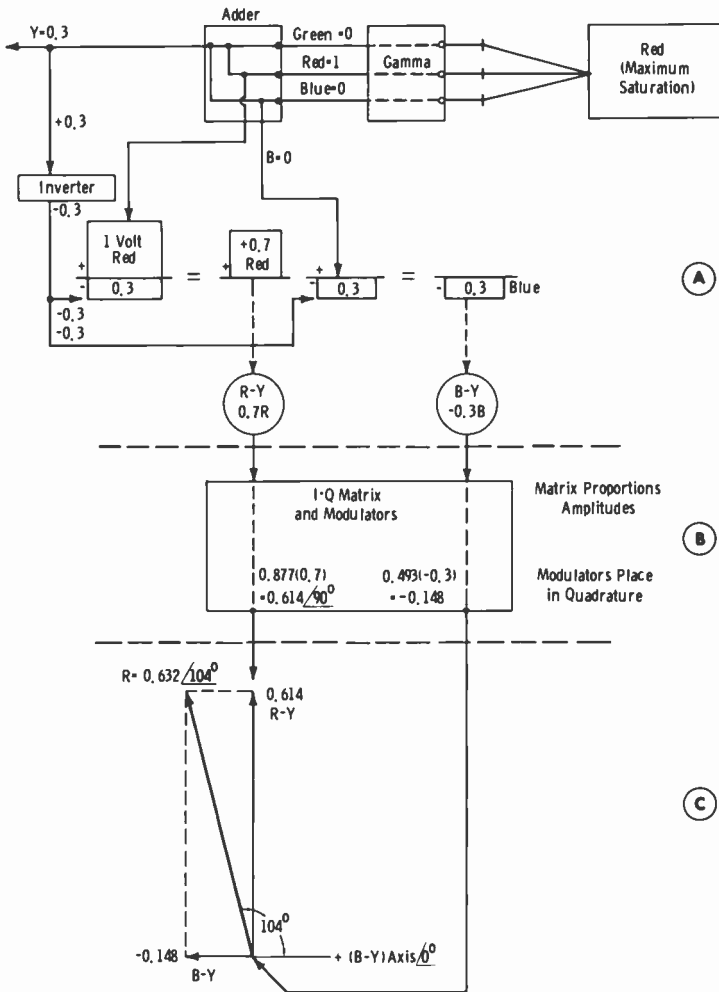 Adder
Y=0.3
Green =0
Red=1
Blue=0
Gamma
Red
(Maximum
Saturation)
+0.3
B=0
Inverter
-0.3
1 Volt
Red
+
-
0.3
=
+0.7
Red
+
+
-
0.3
=
-
0.3
Blue
A
-0.3
-0.3
R-Y
0.7R
B-Y
-0.3B
I-Q Matrix
and Modulators
Matrix Proportions
Amplitudes
B
0.877(0.7)
=0.614/90°
0.493(-0.3)
=-0.148
Modulators Place
in Quadrature
R= 0.632/104°
0.614
R-Y
C
104°
-0.148
B-Y
+ (B-Y) Axis/0°